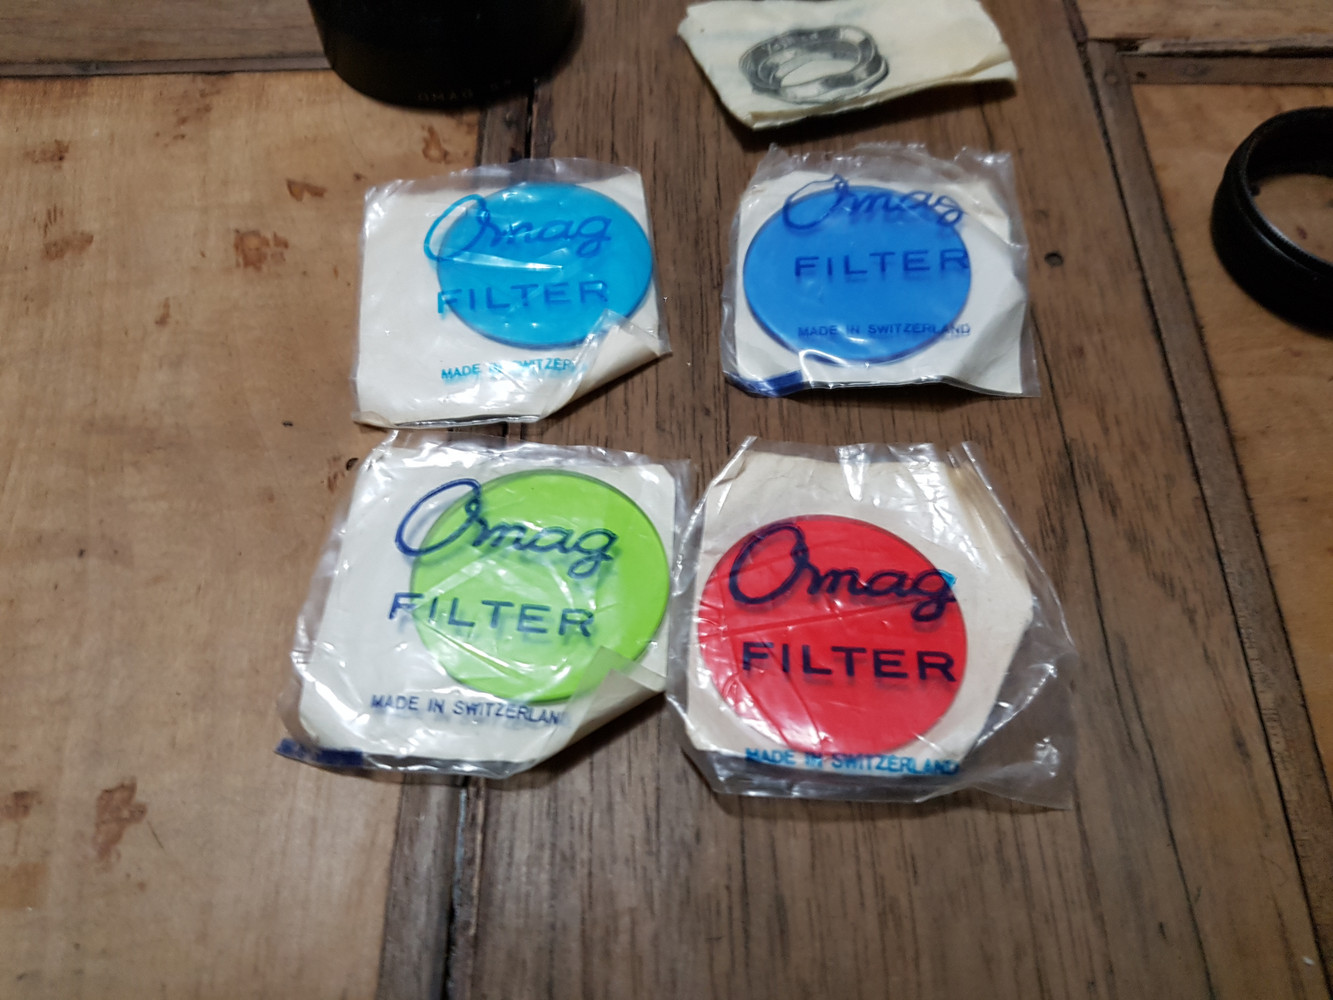 Omag
FILTER
MADE IN SWITZER
Omag
FILTER
MADE IN SWITZERLAND
Omag
FILTER
MADE IN SWITZERLAND
Omag
FILTER
MADE IN SWITZERLAND